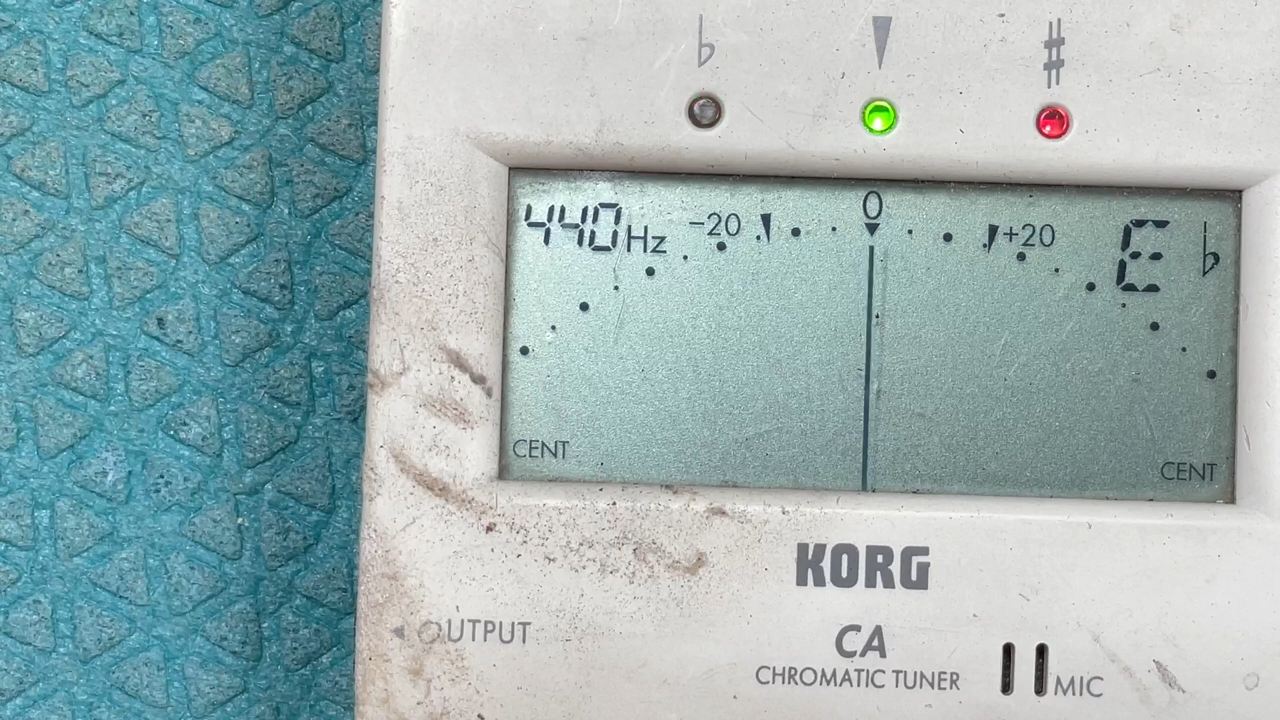 ♭ ♯
440Hz -20 0 +20 E♭
CENT CENT
KORG
OUTPUT
CA
CHROMATIC TUNER
MIC